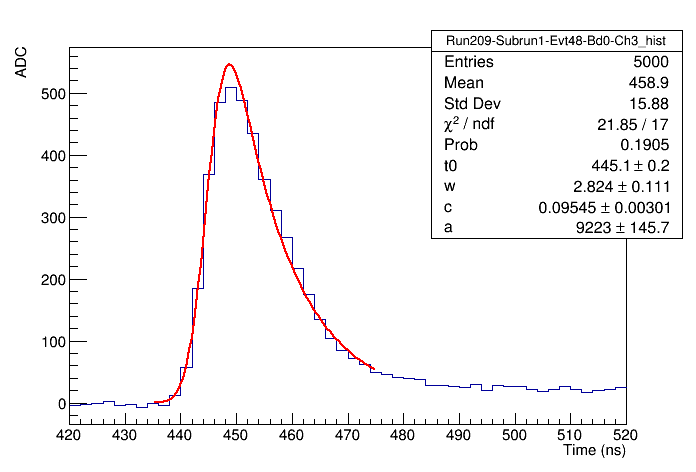 Run209-Subrun1-Evt48-Bd0-Ch3_hist
Entries 5000
Mean 458.9
Std Dev 15.88
χ² / ndf 21.85 / 17
Prob 0.1905
t0 445.1 ± 0.2
w 2.824 ± 0.111
c 0.09545 ± 0.00301
a 9223 ± 145.7
ADC
500
400
300
200
100
0
420 430 440 450 460 470 480 490 500 510 520
Time (ns)